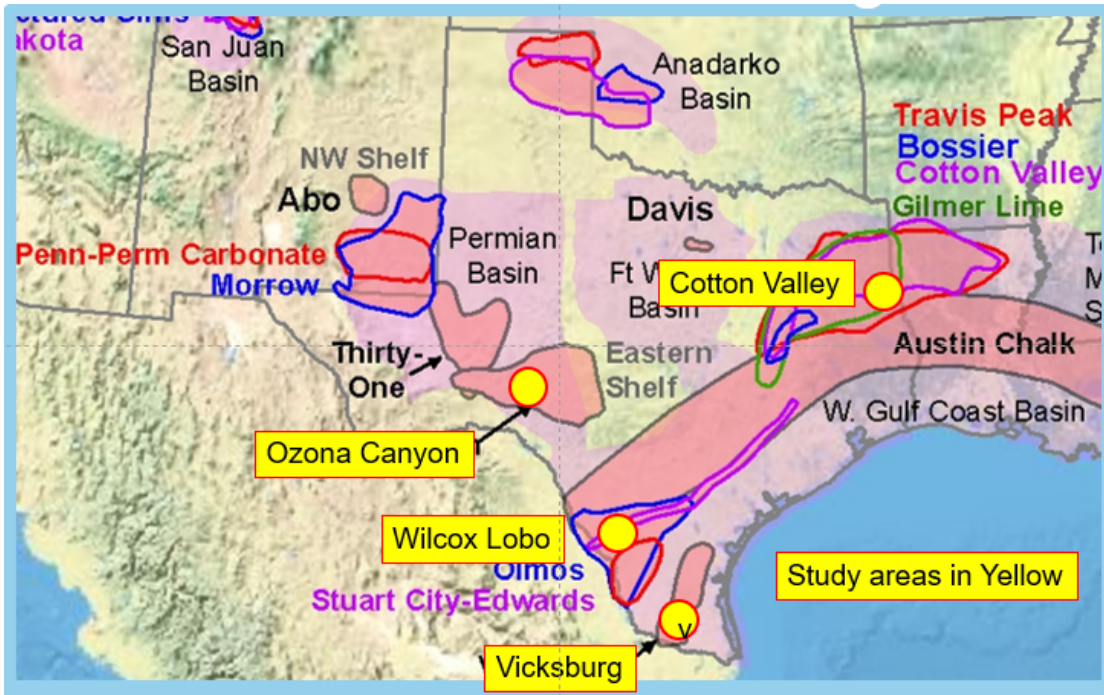 akota
San Juan
Basin
Anadarko
Basin
Travis Peak
Bossier
Cotton Valley
Gilmer Lime
NW Shelf
Abo
Davis
Penn-Perm Carbonate
Morrow
Permian
Basin
Ft W
Basin
Cotton Valley
Thirty-
One
Eastern
Shelf
Austin Chalk
W. Gulf Coast Basin
Ozona Canyon
Wilcox Lobo
Olmos
Stuart City-Edwards
Study areas in Yellow
V
Vicksburg